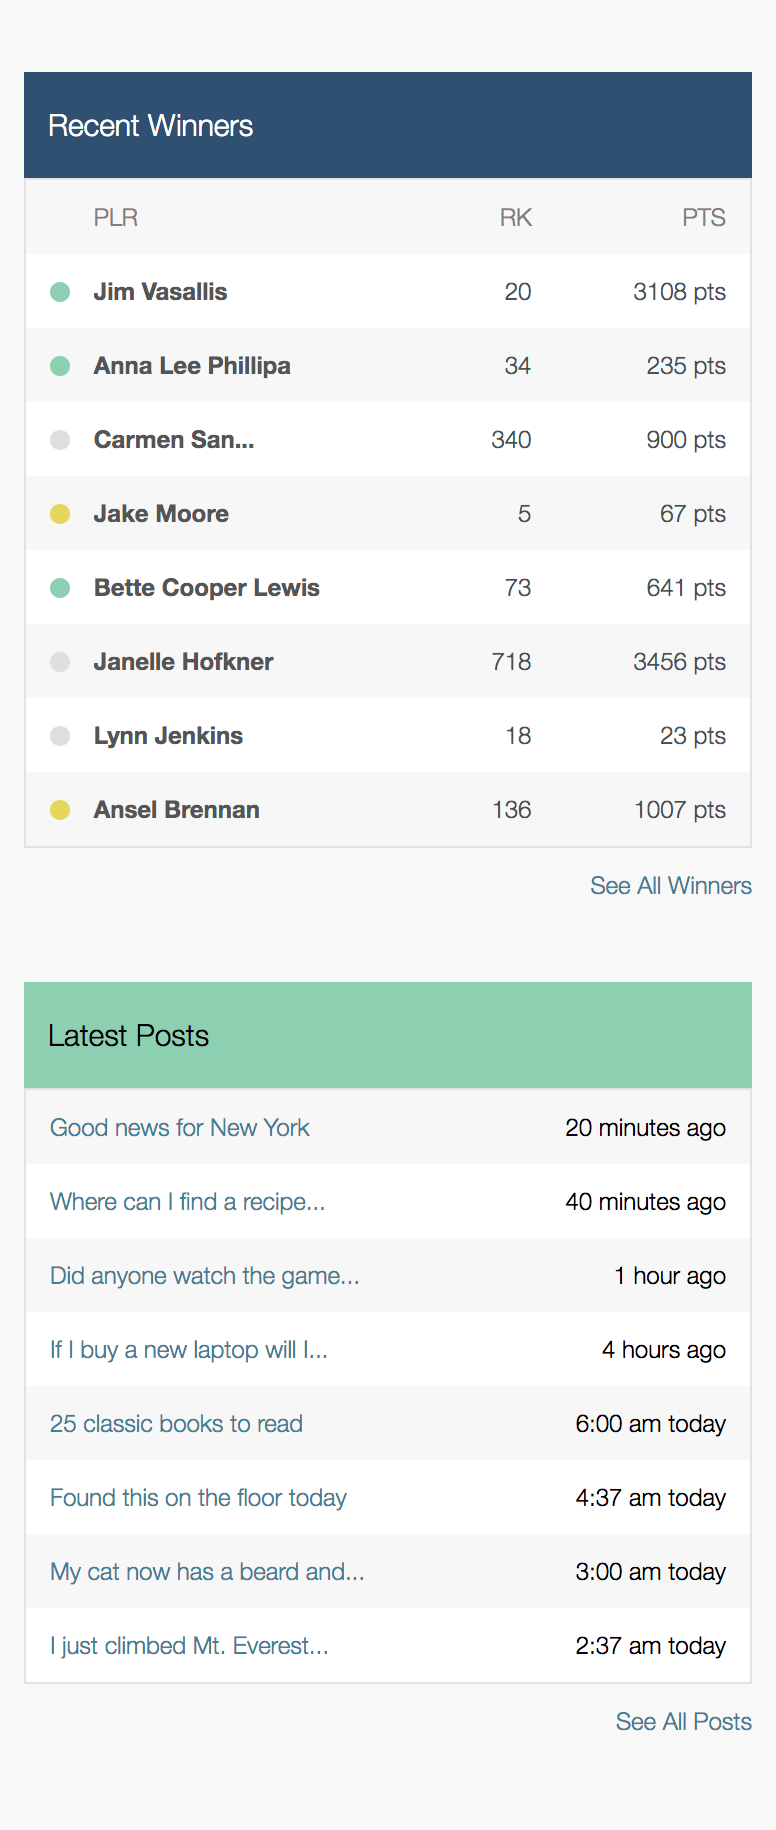 Recent Winners
PLR RK PTS
Jim Vasallis 20 3108 pts
Anna Lee Phillipa 34 235 pts
Carmen San... 340 900 pts
Jake Moore 5 67 pts
Bette Cooper Lewis 73 641 pts
Janelle Hofkner 718 3456 pts
Lynn Jenkins 18 23 pts
Ansel Brennan 136 1007 pts
See All Winners
Latest Posts
Good news for New York 20 minutes ago
Where can I find a recipe... 40 minutes ago
Did anyone watch the game... 1 hour ago
If I buy a new laptop will I... 4 hours ago
25 classic books to read 6:00 am today
Found this on the floor today 4:37 am today
My cat now has a beard and... 3:00 am today
I just climbed Mt. Everest... 2:37 am today
See All Posts